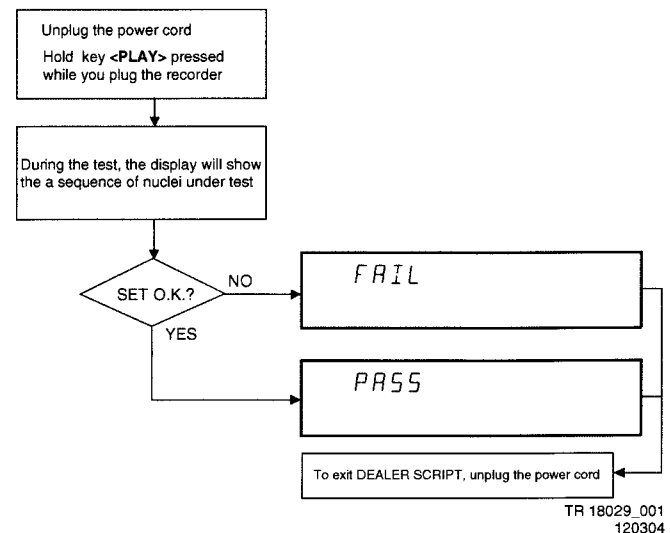 Unplug the power cord
Hold key <PLAY> pressed
while you plug the recorder
During the test, the display will show
the a sequence of nuclei under test
SET O.K.?
NO
YES
FAIL
PASS
To exit DEALER SCRIPT, unplug the power cord
TR 18029_001
120304